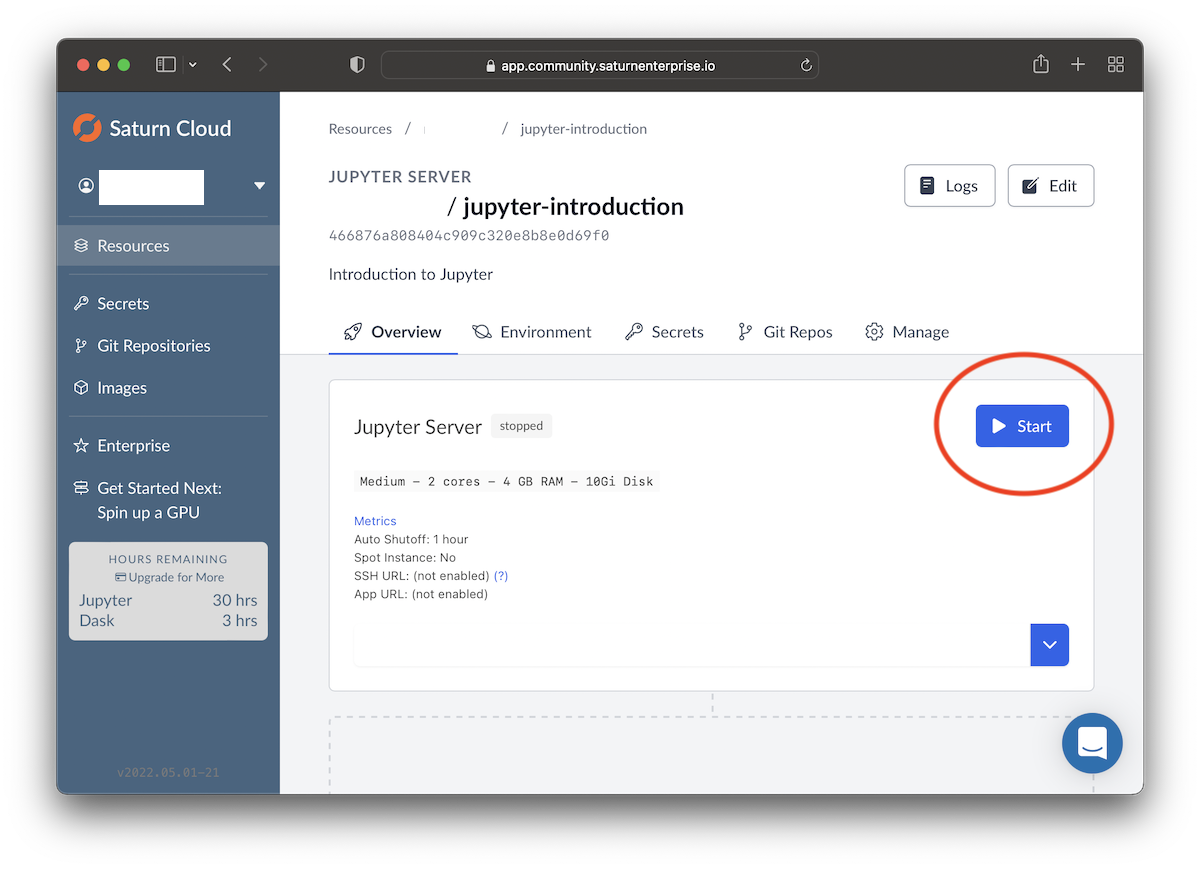 app.community.saturnenterprise.io
Saturn Cloud
Resources
Secrets
Git Repositories
Images
Enterprise
Get Started Next:
Spin up a GPU
HOURS REMAINING
Upgrade for More
Jupyter 30 hrs
Dask 3 hrs
v2022.05.01-21
Resources / / jupyter-introduction
JUPYTER SERVER
/ jupyter-introduction
466876a808404c909c320e8b8e0d69f0
Introduction to Jupyter
Logs Edit
Overview Environment Secrets Git Repos Manage
Jupyter Server stopped
Start
Medium – 2 cores – 4 GB RAM – 10Gi Disk
Metrics
Auto Shutoff: 1 hour
Spot Instance: No
SSH URL: (not enabled) (?)
App URL: (not enabled)